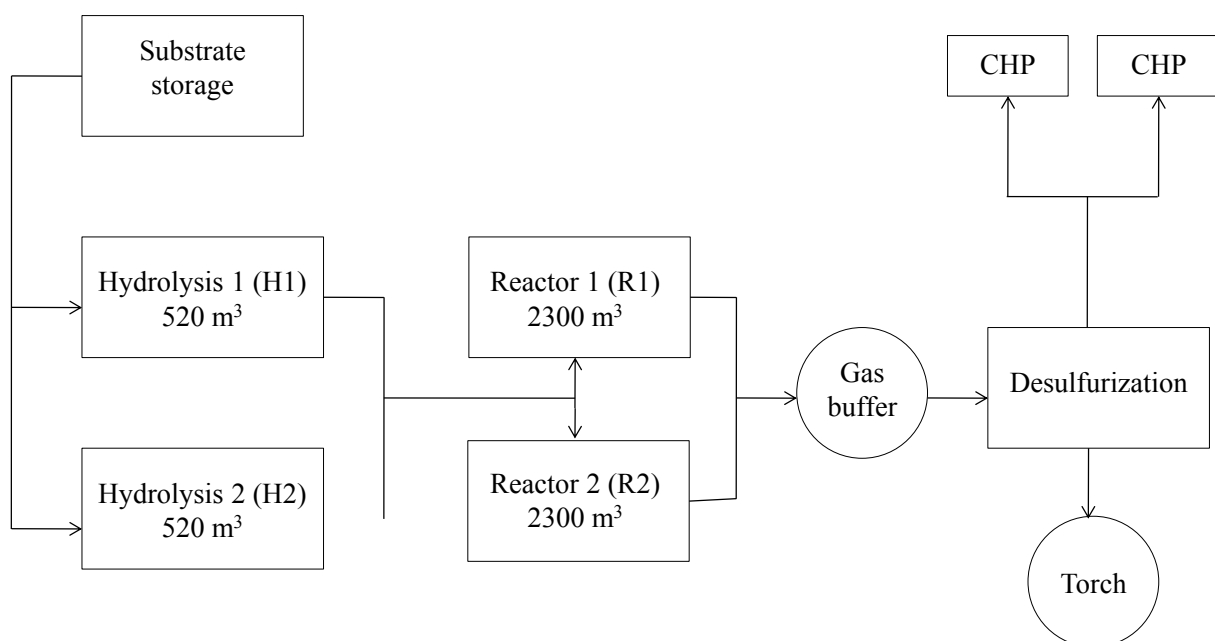 Substrate
storage
CHP
CHP
Hydrolysis 1 (H1)
520 m³
Reactor 1 (R1)
2300 m³
Gas
buffer
Desulfurization
Hydrolysis 2 (H2)
520 m³
Reactor 2 (R2)
2300 m³
Torch